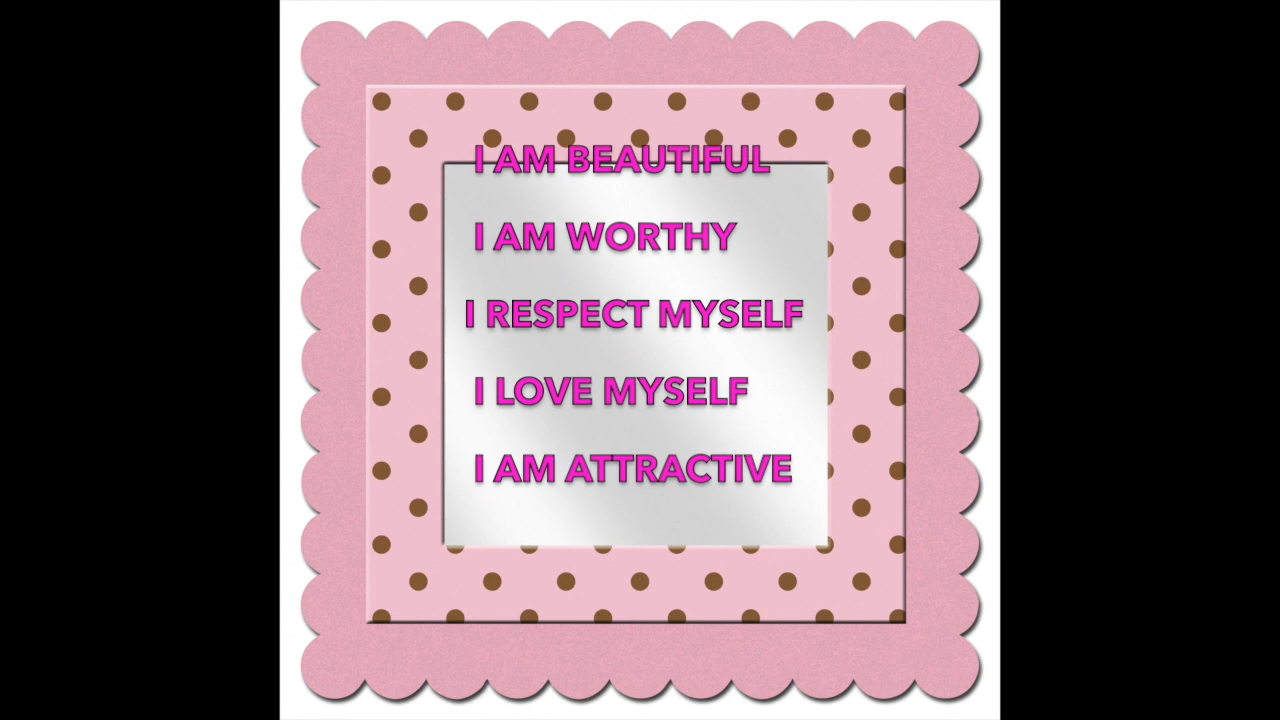 I AM BEAUTIFUL
I AM WORTHY
I RESPECT MYSELF
I LOVE MYSELF
I AM ATTRACTIVE